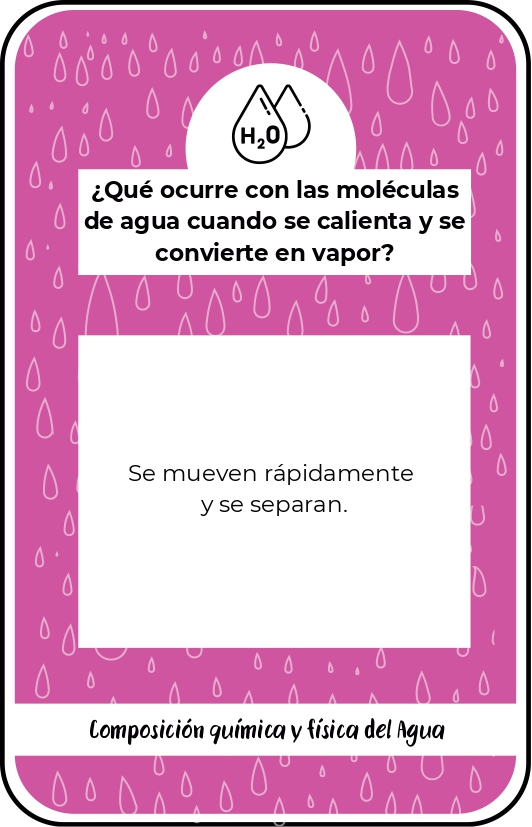 H₂O
¿Qué ocurre con las moléculas
de agua cuando se calienta y se
convierte en vapor?
Se mueven rápidamente
y se separan.
Composición química y física del Agua